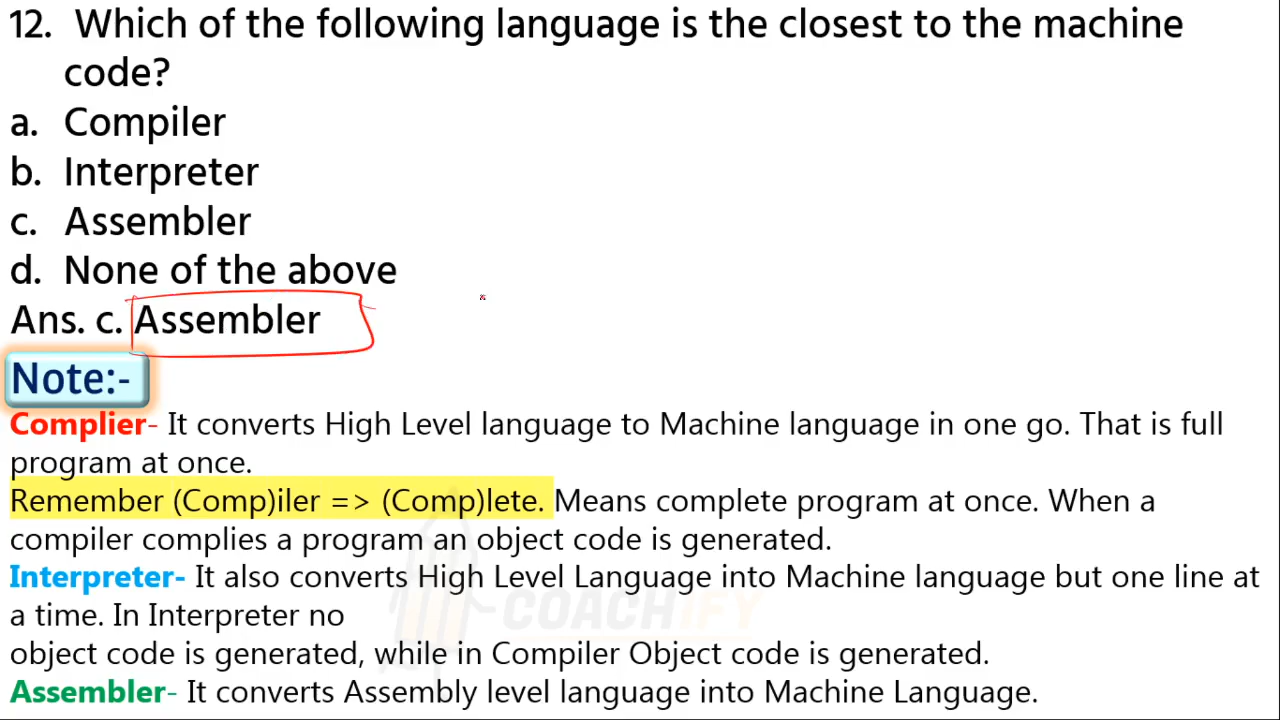 12. Which of the following language is the closest to the machine
code?
a. Compiler
b. Interpreter
c. Assembler
d. None of the above
Ans. c. Assembler
Note:-
Complier- It converts High Level language to Machine language in one go. That is full
program at once.
Remember (Comp)iler => (Comp)lete. Means complete program at once. When a
compiler complies a program an object code is generated.
Interpreter- It also converts High Level Language into Machine language but one line at
a time. In Interpreter no
COACHIFY
object code is generated, while in Compiler Object code is generated.
Assembler- It converts Assembly level language into Machine Language.